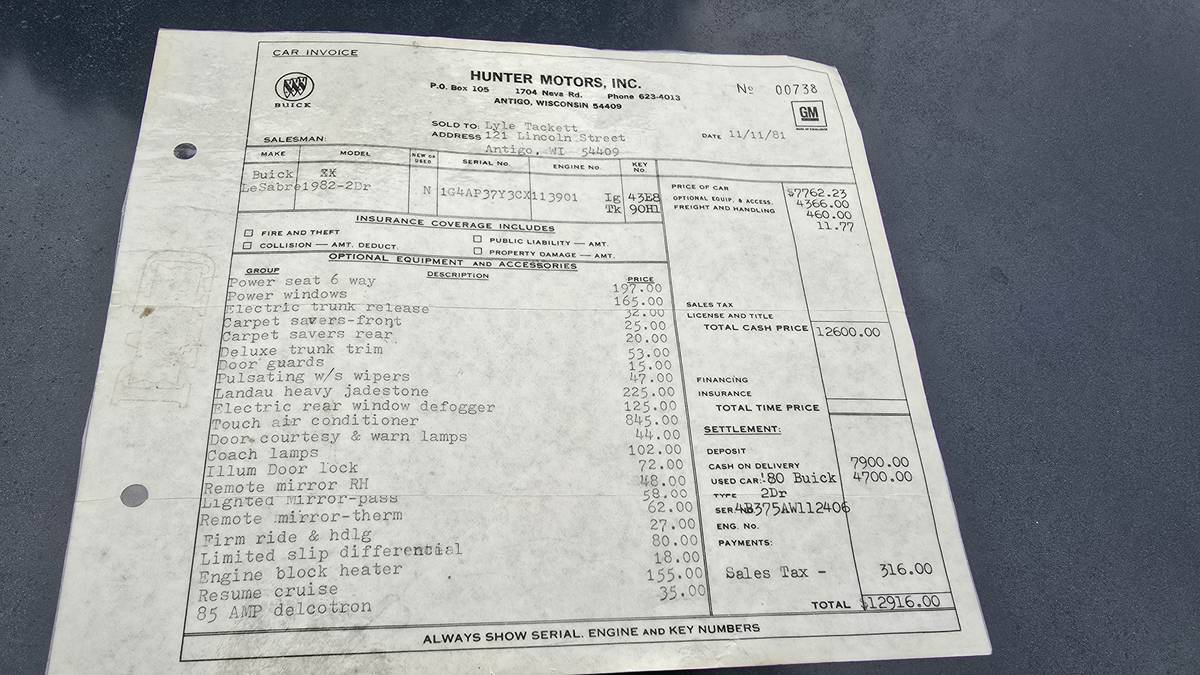 CAR INVOICE
BUICK
HUNTER MOTORS, INC.
P.O. Box 105 1704 Neva Rd. Phone 623-4013
ANTIGO, WISCONSIN 54409
No 00738
GM
MARK OF EXCELLENCE
SOLD TO: Lyle Tackett
ADDRESS 121 Lincoln Street
Antigo, WI 54409
DATE 11/11/81
SALESMAN:
MAKE MODEL NEW OR USED SERIAL No. ENGINE No. KEY No.
Buick XX
LeSabre1982-2Dr N 1G4AP37Y3CX113901 Ig 43E8
Tk 90H1
INSURANCE COVERAGE INCLUDES
FIRE AND THEFT PUBLIC LIABILITY — AMT.
COLLISION — AMT. DEDUCT. PROPERTY DAMAGE — AMT.
OPTIONAL EQUIPMENT AND ACCESSORIES
GROUP DESCRIPTION PRICE
Power seat 6 way 197.00
Power windows 165.00
Electric trunk release 32.00
Carpet savers-front 25.00
Carpet savers rear 20.00
Deluxe trunk trim 53.00
Door guards 15.00
Pulsating w/s wipers 47.00
Landau heavy jadestone 225.00
Electric rear window defogger 125.00
Touch air conditioner 845.00
Door courtesy & warn lamps 44.00
Coach lamps 102.00
Illum Door lock 72.00
Remote mirror RH 48.00
Lighted Mirror-pass 58.00
Remote mirror-therm 62.00
Firm ride & hdlg 27.00
Limited slip differential 80.00
Engine block heater 18.00
Resume cruise 155.00
85 AMP delcotron 35.00
PRICE OF CAR $7762.23
OPTIONAL EQUIP. & ACCESS. 4366.00
FREIGHT AND HANDLING 460.00
11.77
SALES TAX
LICENSE AND TITLE
TOTAL CASH PRICE 12600.00
FINANCING
INSURANCE
TOTAL TIME PRICE
SETTLEMENT:
DEPOSIT
CASH ON DELIVERY 7900.00
USED CAR: '80 Buick 4700.00
TYPE 2Dr
SER. No. 4B375AW112406
ENG. No.
PAYMENTS:
Sales Tax - 316.00
TOTAL $12916.00
ALWAYS SHOW SERIAL, ENGINE AND KEY NUMBERS